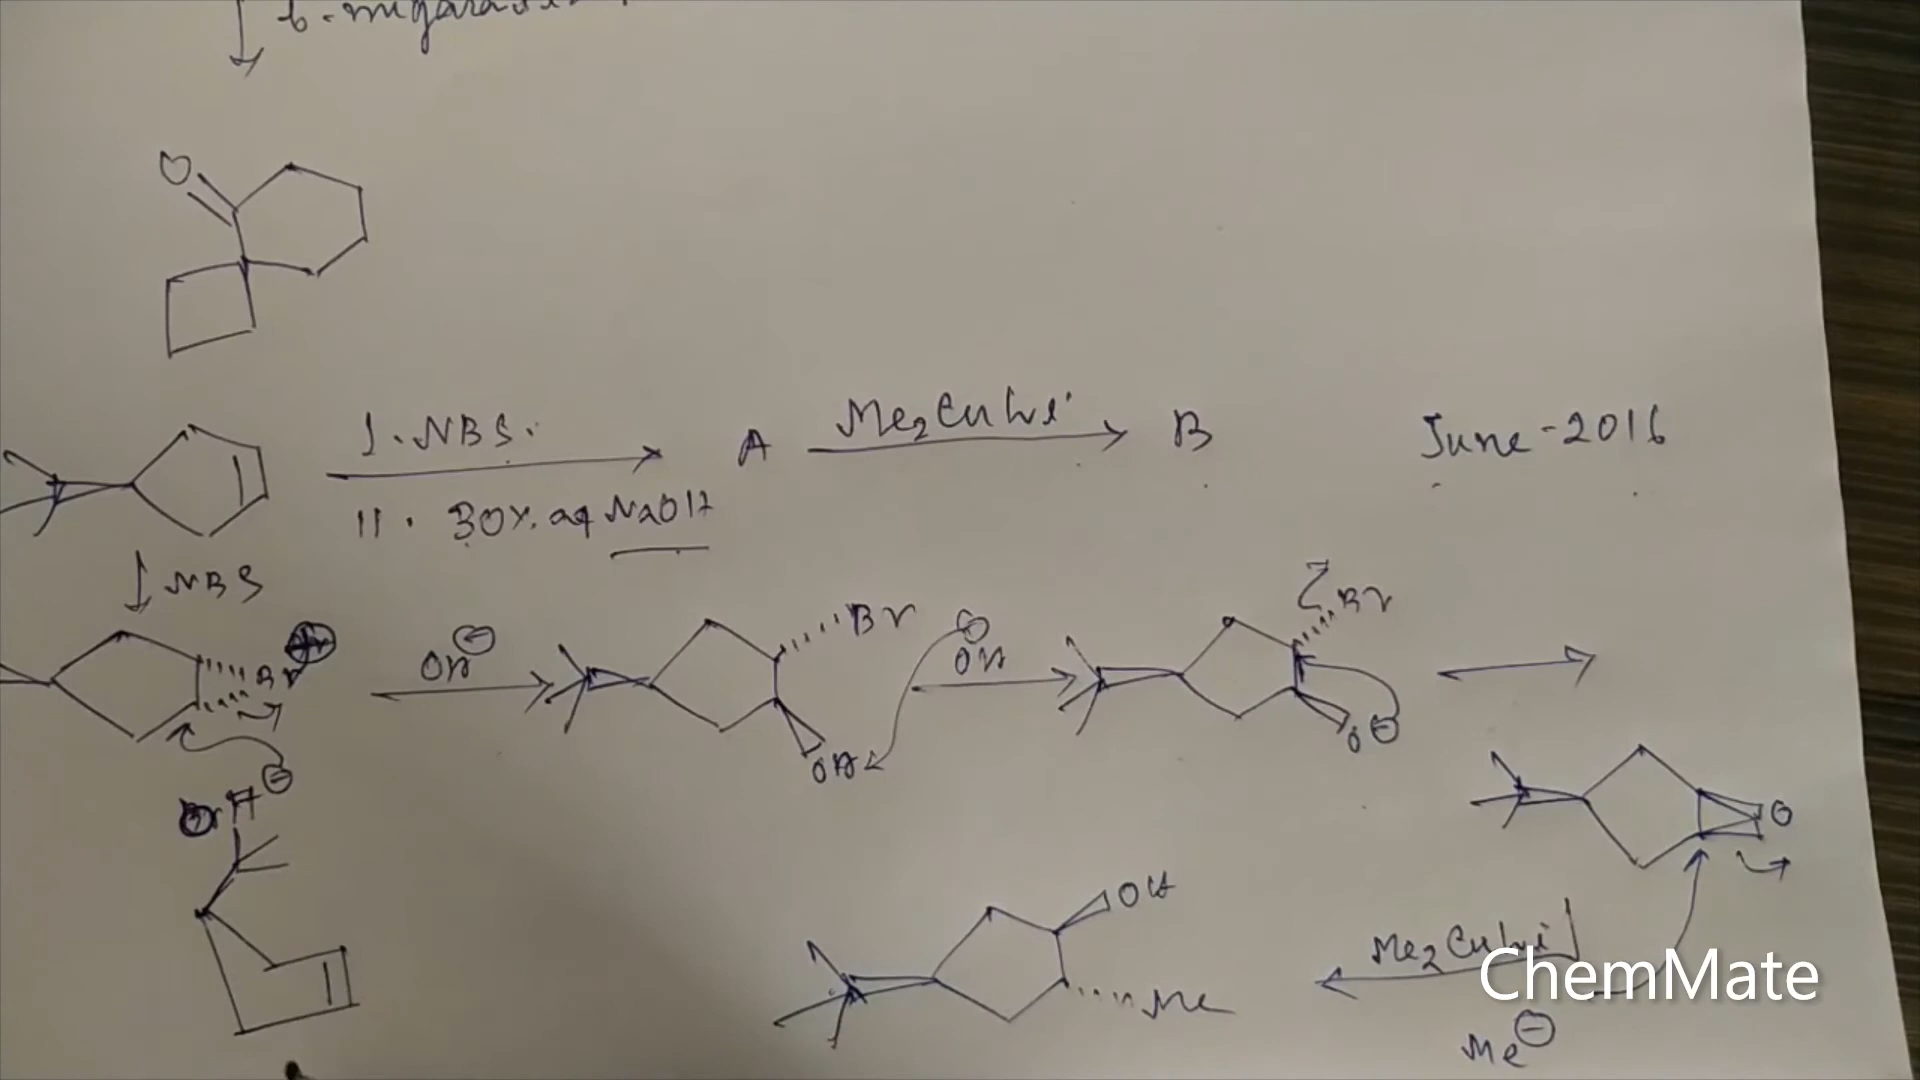 O
I. NBS.
A
Me2CuLi
B
June-2016
II. 30%. aq NaOH
NBS
Br
OH
Br
OH
OH
Br
O
O
OH
Me2CuLi
Me
Me
ChemMate